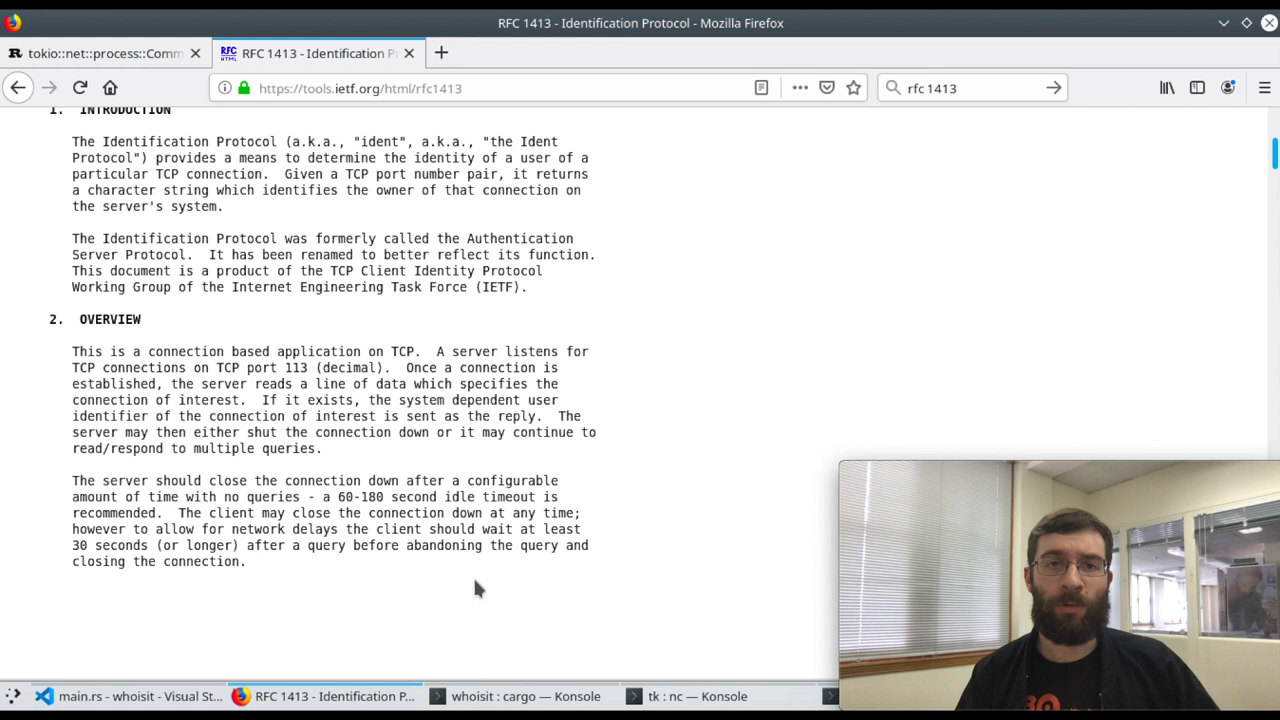 RFC 1413 - Identification Protocol - Mozilla Firefox
tokio::net::process::Comm
RFC HTML RFC 1413 - Identification P
https://tools.ietf.org/html/rfc1413
rfc 1413
1. INTRODUCTION
The Identification Protocol (a.k.a., "ident", a.k.a., "the Ident
Protocol") provides a means to determine the identity of a user of a
particular TCP connection. Given a TCP port number pair, it returns
a character string which identifies the owner of that connection on
the server's system.
The Identification Protocol was formerly called the Authentication
Server Protocol. It has been renamed to better reflect its function.
This document is a product of the TCP Client Identity Protocol
Working Group of the Internet Engineering Task Force (IETF).
2. OVERVIEW
This is a connection based application on TCP. A server listens for
TCP connections on TCP port 113 (decimal). Once a connection is
established, the server reads a line of data which specifies the
connection of interest. If it exists, the system dependent user
identifier of the connection of interest is sent as the reply. The
server may then either shut the connection down or it may continue to
read/respond to multiple queries.
The server should close the connection down after a configurable
amount of time with no queries - a 60-180 second idle timeout is
recommended. The client may close the connection down at any time;
however to allow for network delays the client should wait at least
30 seconds (or longer) after a query before abandoning the query and
closing the connection.
main.rs - whoisit - Visual St...
RFC 1413 - Identification P...
whoisit : cargo — Konsole
tk : nc — Konsole